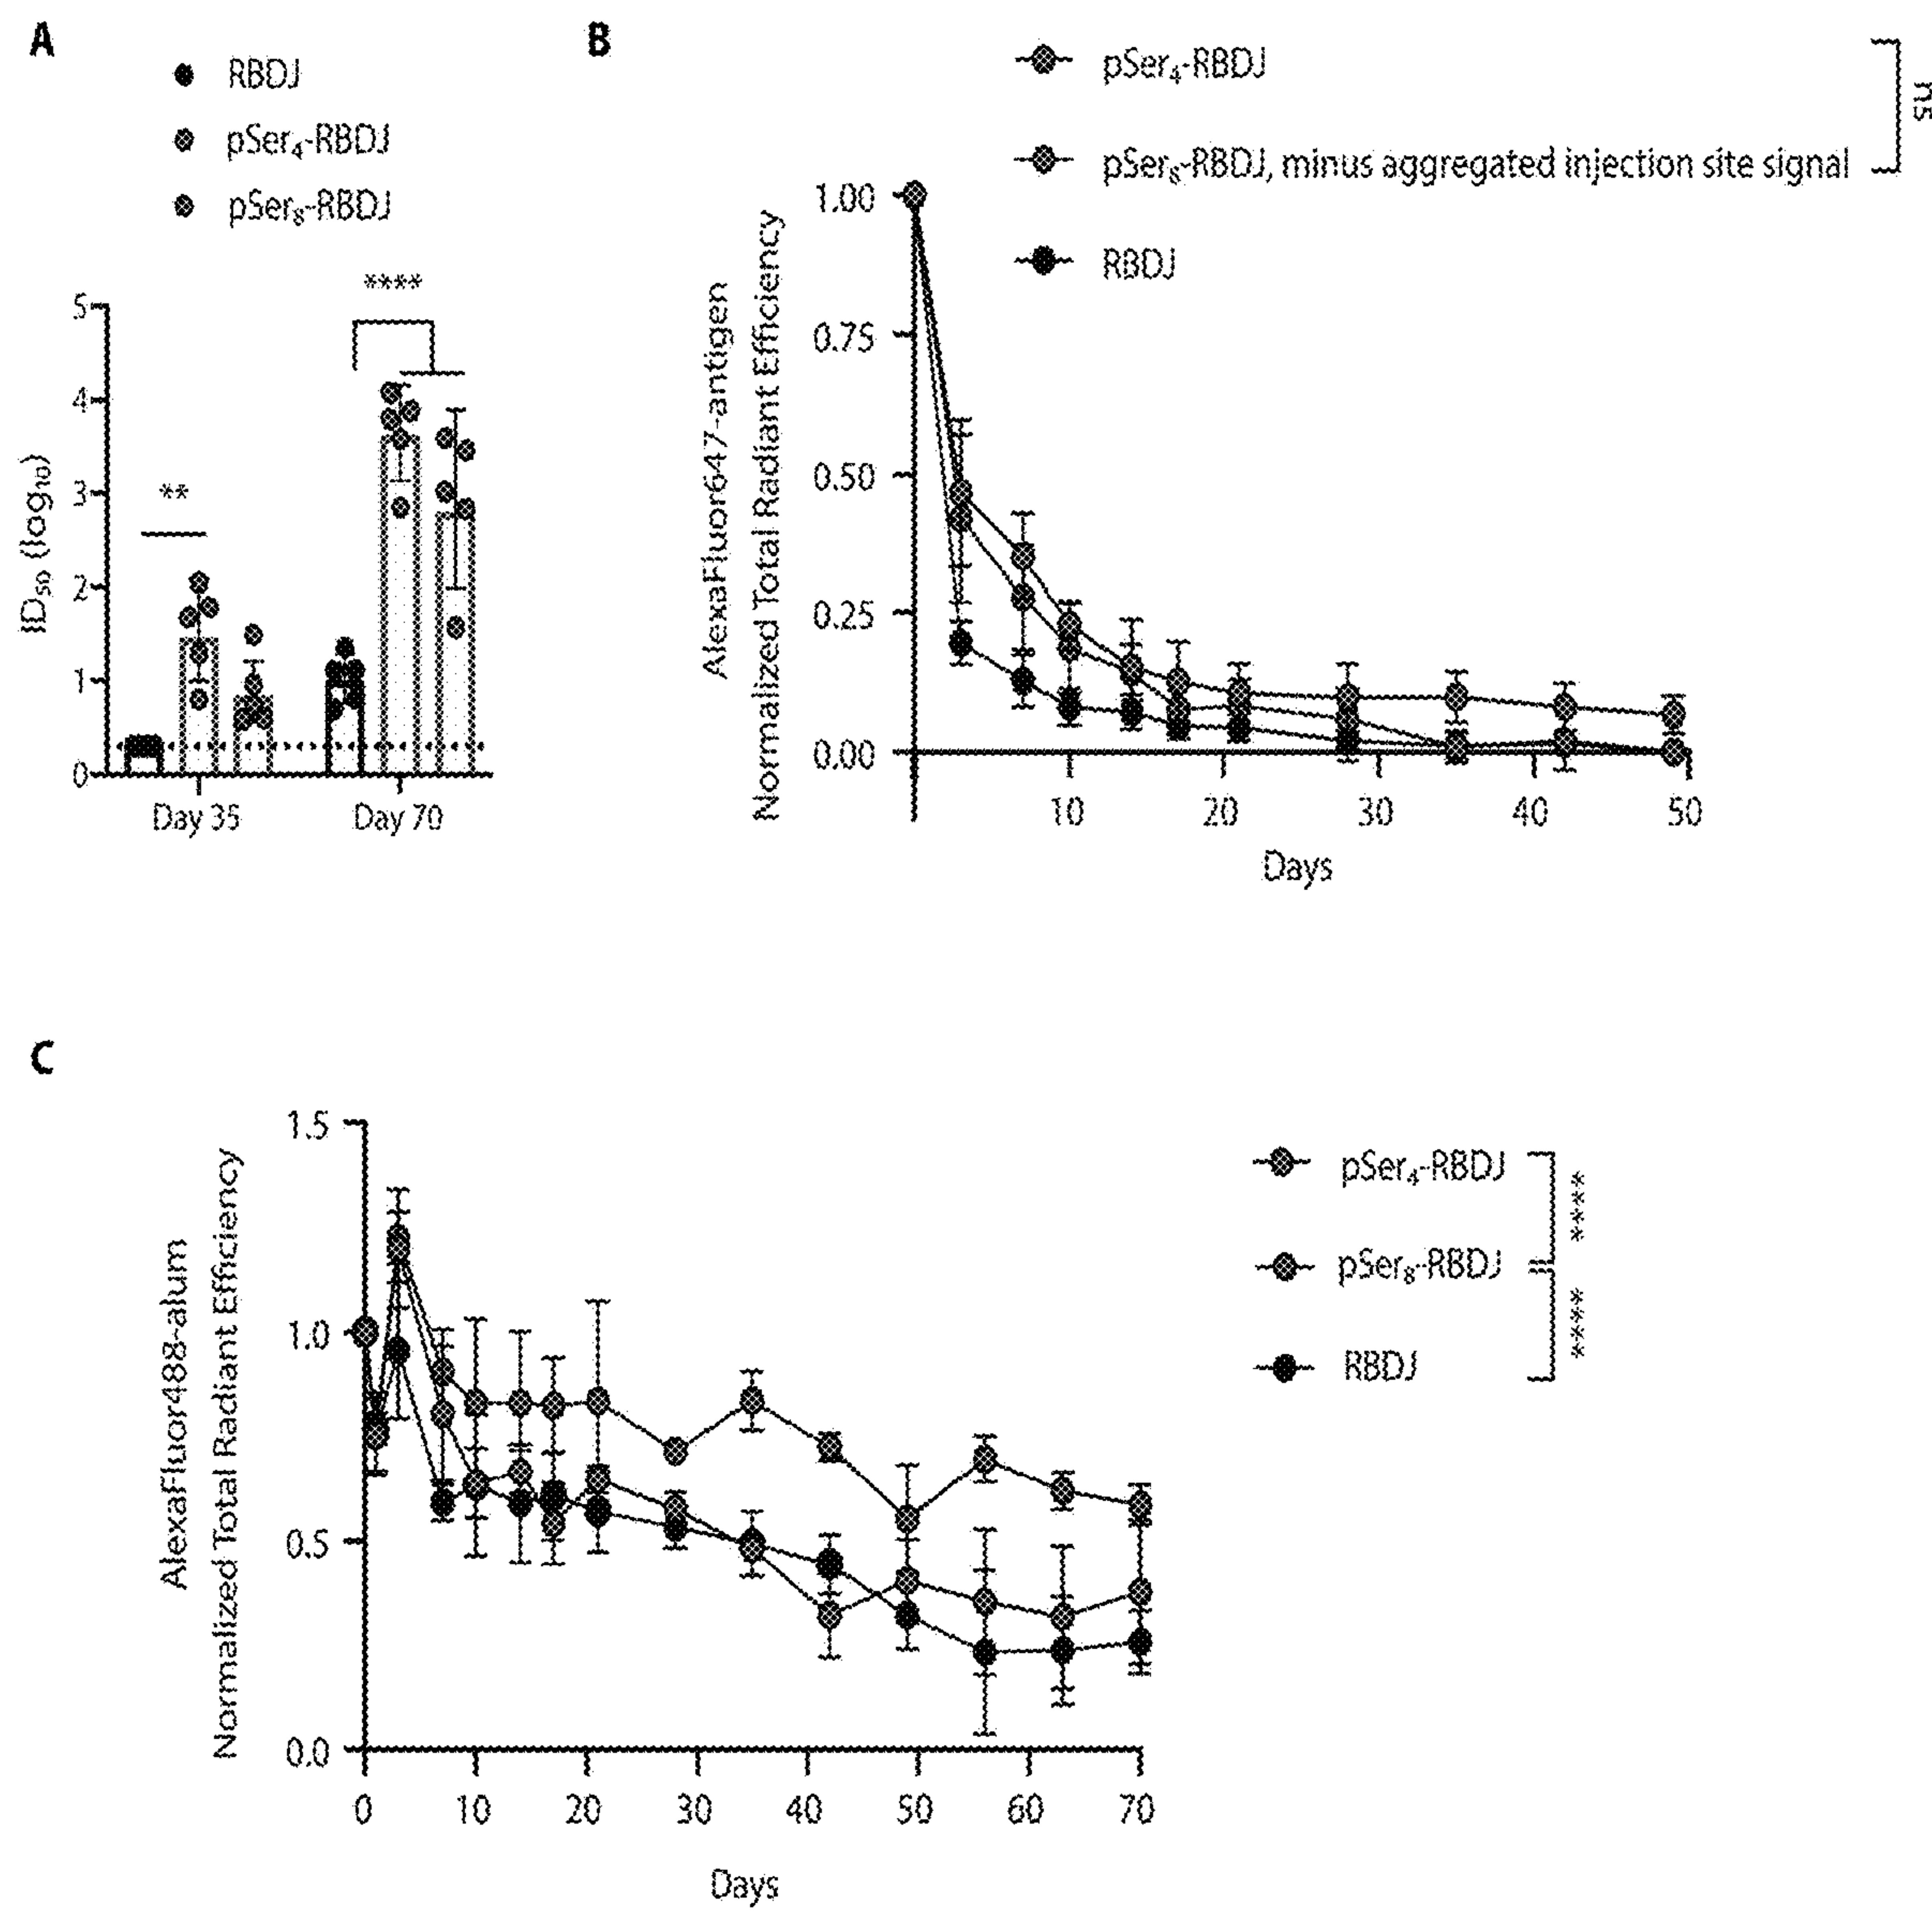 A
RBDJ
pSer₄-RBDJ
pSer₈-RBDJ
****
**
ID₅₀ (log₁₀)
5
4
3
2
1
0
Day 35
Day 70
B
pSer₄-RBDJ
pSer₈-RBDJ, minus aggregated injection site signal
RBDJ
ns
AlexaFluor647-antigen
Normalized Total Radiant Efficiency
1.00
0.75
0.50
0.25
0.00
10 20 30 40 50
Days
C
AlexaFluor488-alum
Normalized Total Radiant Efficiency
1.5
1.0
0.5
0.0
0 10 20 30 40 50 60 70
Days
pSer₄-RBDJ
pSer₈-RBDJ
RBDJ
****
****